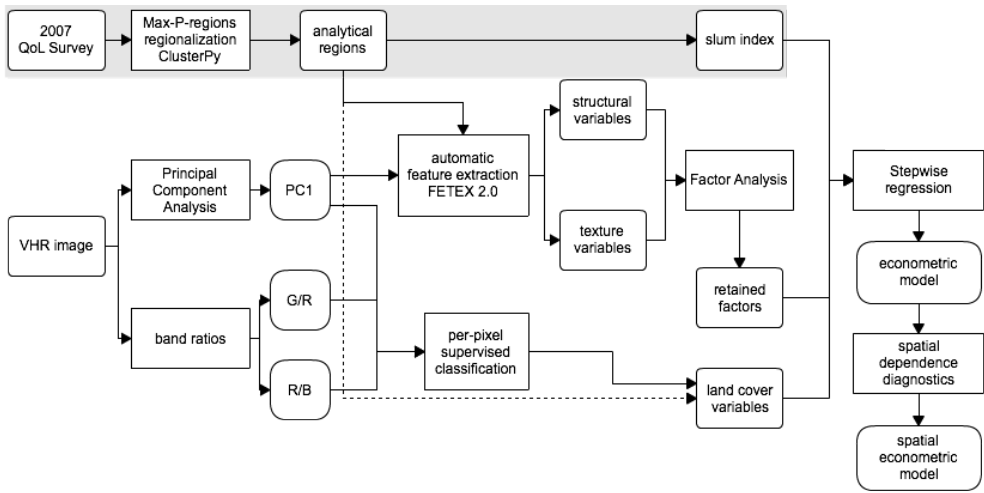 2007
QoL Survey
Max-P-regions
regionalization
ClusterPy
analytical
regions
slum index
structural
variables
automatic
feature extraction
FETEX 2.0
Principal
Component
Analysis
PC1
Factor Analysis
Stepwise
regression
VHR image
texture
variables
econometric
model
G/R
retained
factors
band ratios
per-pixel
supervised
classification
spatial
dependence
diagnostics
R/B
land cover
variables
spatial
econometric
model